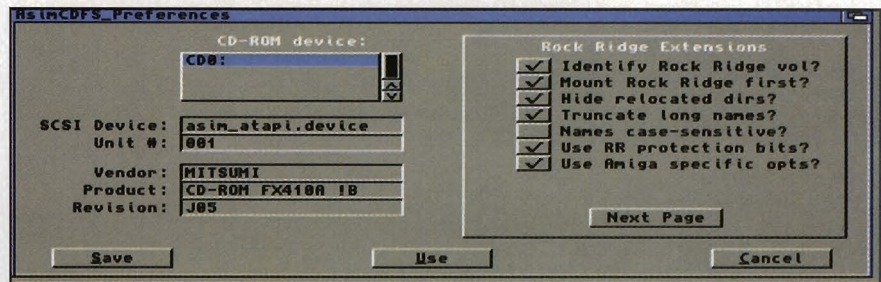 AsimCDFS_Preferences
CD-ROM device:
CD0:
SCSI Device: asim_atapi.device
Unit #: 001
Vendor: MITSUMI
Product: CD-ROM FX410A !B
Revision: J05
Rock Ridge Extensions
Identify Rock Ridge vol?
Mount Rock Ridge first?
Hide relocated dirs?
Truncate long names?
Names case-sensitive?
Use RR protection bits?
Use Amiga specific opts?
Next Page
Save
Use
Cancel